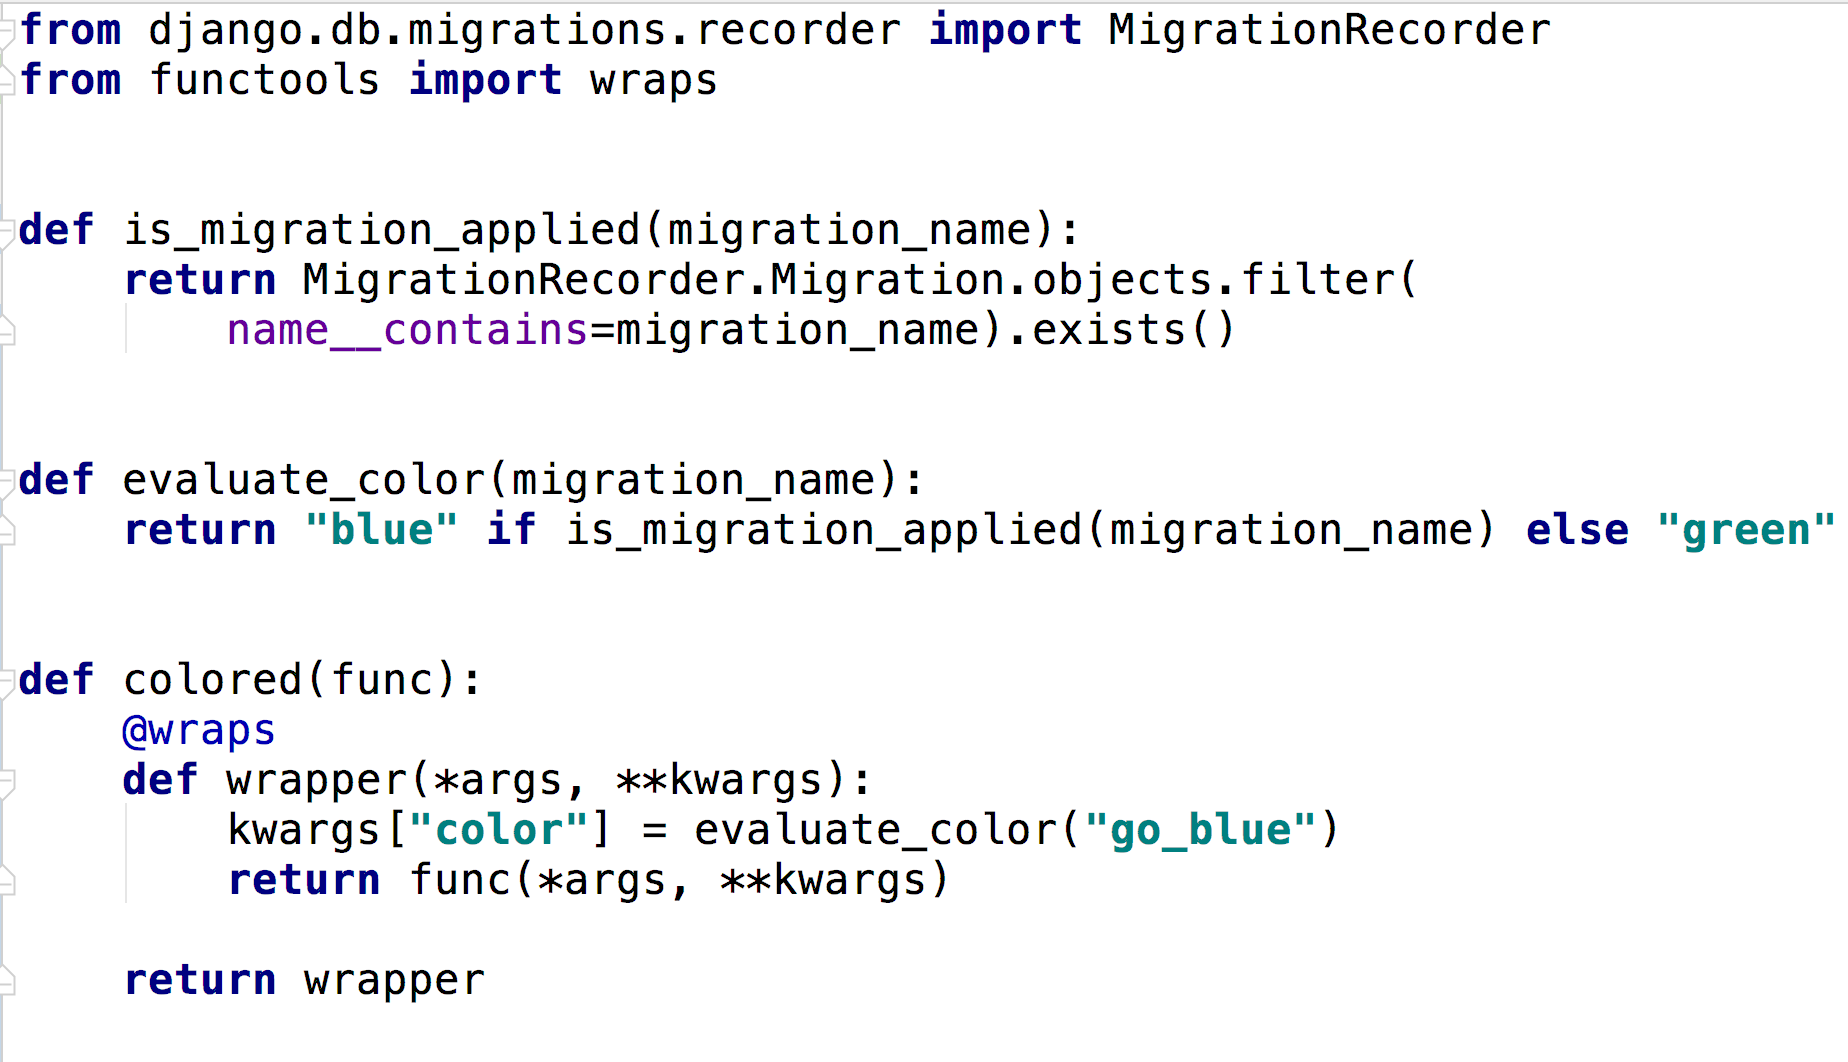 from django.db.migrations.recorder import MigrationRecorder
from functools import wraps
def is_migration_applied(migration_name):
    return MigrationRecorder.Migration.objects.filter(
        name__contains=migration_name).exists()
def evaluate_color(migration_name):
    return "blue" if is_migration_applied(migration_name) else "green"
def colored(func):
    @wraps
    def wrapper(*args, **kwargs):
        kwargs["color"] = evaluate_color("go_blue")
        return func(*args, **kwargs)
    return wrapper